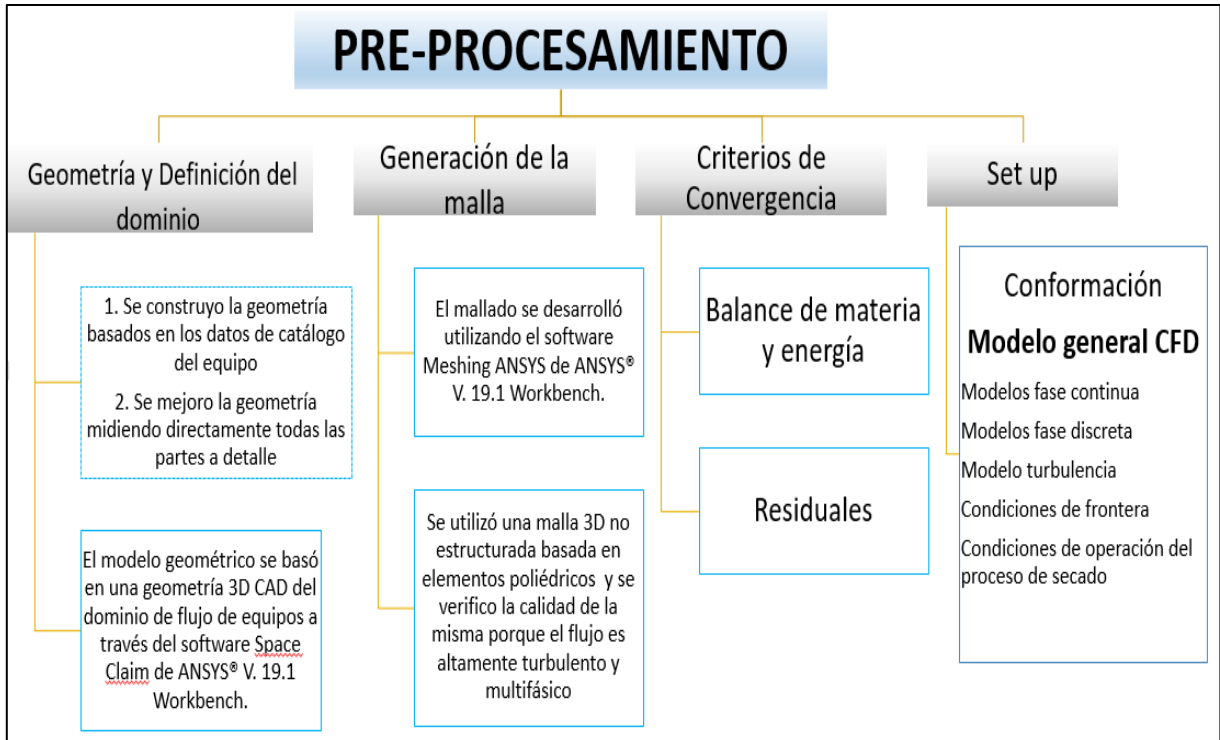 PRE-PROCESAMIENTO
Geometría y Definición del
dominio
1. Se construyo la geometría
basados en los datos de catálogo
del equipo
2. Se mejoro la geometría
midiendo directamente todas las
partes a detalle
El modelo geométrico se basó
en una geometría 3D CAD del
dominio de flujo de equipos a
través del software Space
Claim de ANSYS® V. 19.1
Workbench.
Generación de la
malla
El mallado se desarrolló
utilizando el software
Meshing ANSYS de ANSYS®
V. 19.1 Workbench.
Se utilizó una malla 3D no
estructurada basada en
elementos poliédricos y se
verifico la calidad de la
misma porque el flujo es
altamente turbulento y
multifásico
Criterios de
Convergencia
Balance de materia
y energía
Residuales
Set up
Conformación
Modelo general CFD
Modelos fase continua
Modelos fase discreta
Modelo turbulencia
Condiciones de frontera
Condiciones de operación del
proceso de secado